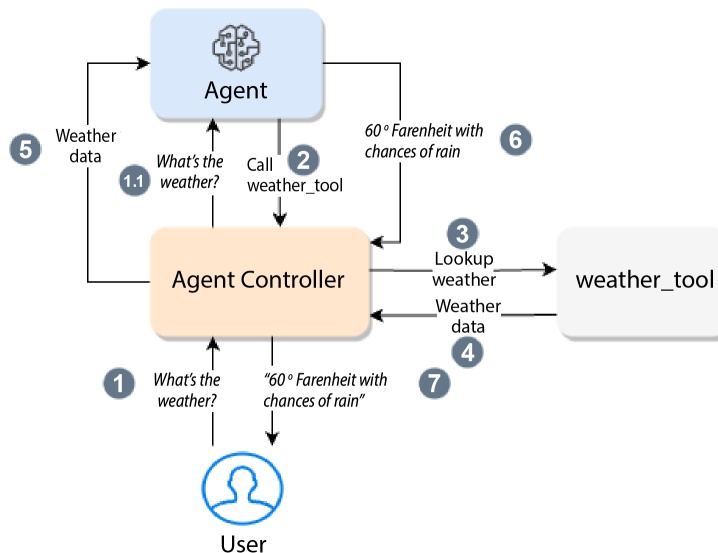 Agent
5
Weather
data
1.1
What's the
weather?
2
Call
weather_tool
60º Farenheit with
chances of rain
6
Agent Controller
3
Lookup
weather
weather_tool
Weather
data
4
1
What's the
weather?
“60º Farenheit with
chances of rain”
7
User